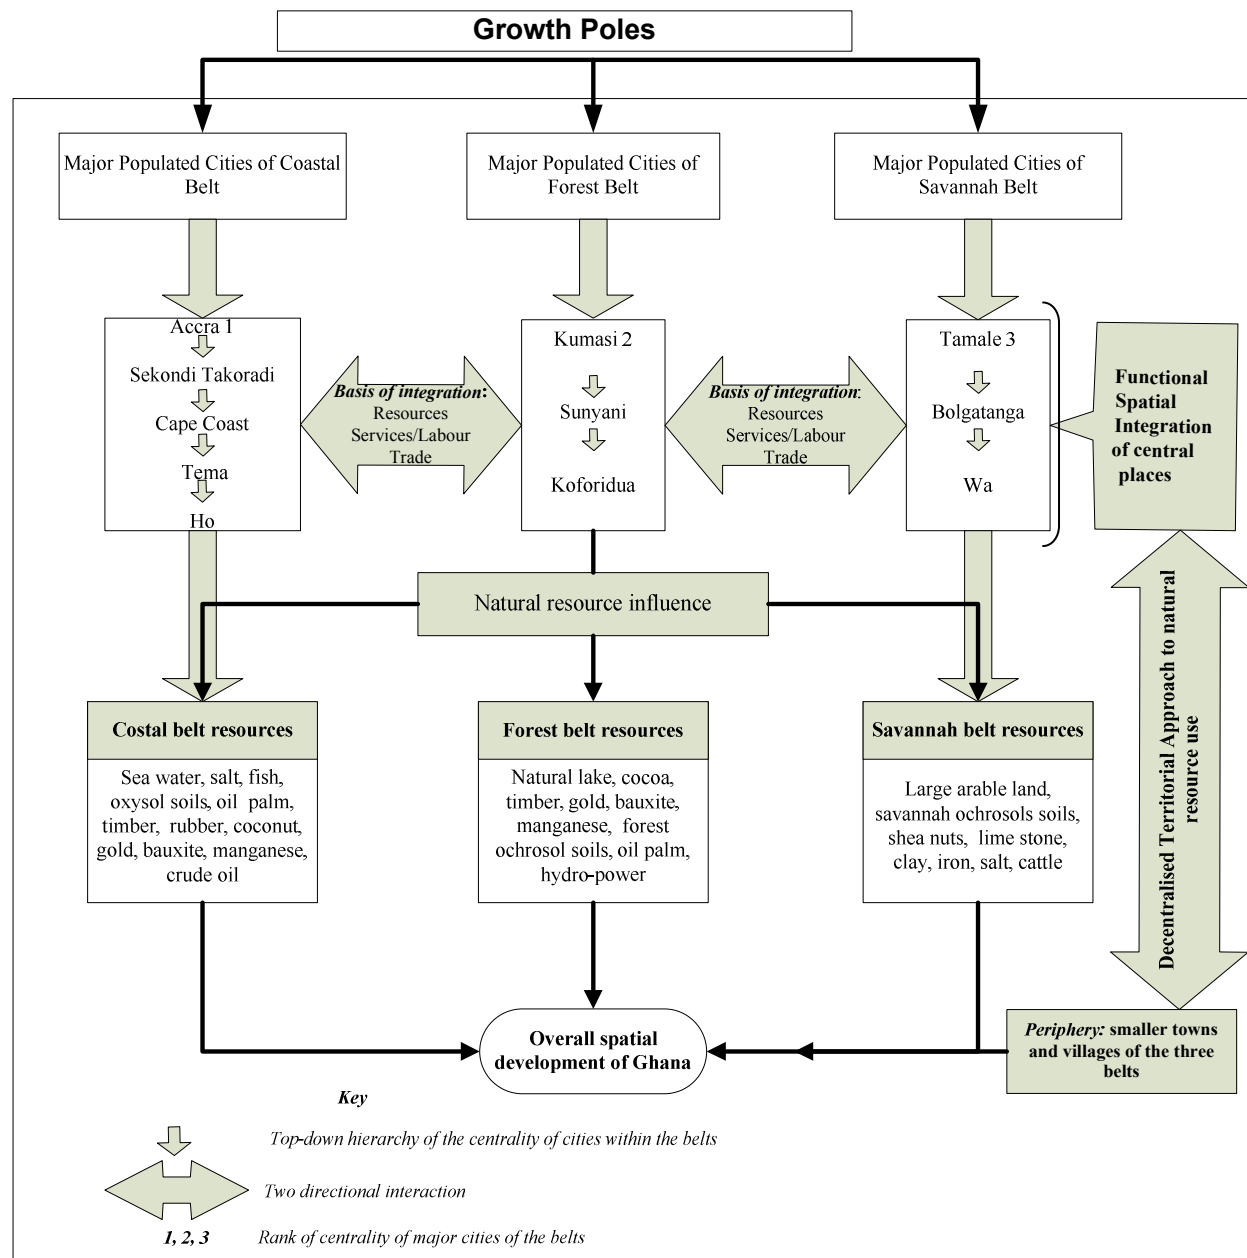 Growth Poles
Major Populated Cities of Coastal
Belt
Major Populated Cities of
Forest Belt
Major Populated Cities of
Savannah Belt
Accra 1
Sekondi Takoradi
Cape Coast
Tema
Ho
Basis of integration:
Resources
Services/Labour
Trade
Kumasi 2
Sunyani
Koforidua
Basis of integration:
Resources
Services/Labour
Trade
Tamale 3
Bolgatanga
Wa
Functional
Spatial
Integration
of central
places
Natural resource influence
Decentralised Territorial Approach to natural
resource use
Costal belt resources
Sea water, salt, fish,
oxysol soils, oil palm,
timber, rubber, coconut,
gold, bauxite, manganese,
crude oil
Forest belt resources
Natural lake, cocoa,
timber, gold, bauxite,
manganese, forest
ochrosol soils, oil palm,
hydro-power
Savannah belt resources
Large arable land,
savannah ochrosols soils,
shea nuts, lime stone,
clay, iron, salt, cattle
Overall spatial
development of Ghana
Periphery: smaller towns
and villages of the three
belts
Key
Top-down hierarchy of the centrality of cities within the belts
Two directional interaction
1, 2, 3 Rank of centrality of major cities of the belts